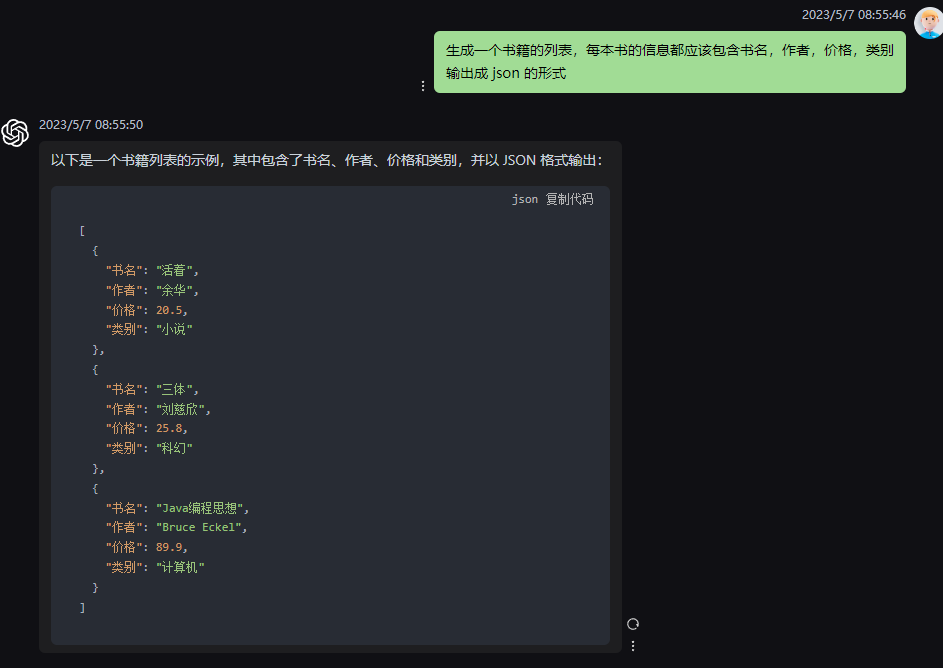 2023/5/7 08:55:46
生成一个书籍的列表，每本书的信息都应该包含书名，作者，价格，类别
输出成 json 的形式
2023/5/7 08:55:50
以下是一个书籍列表的示例，其中包含了书名、作者、价格和类别，并以 JSON 格式输出：
json 复制代码
[
{
"书名": "活着",
"作者": "余华",
"价格": 20.5,
"类别": "小说"
},
{
"书名": "三体",
"作者": "刘慈欣",
"价格": 25.8,
"类别": "科幻"
},
{
"书名": "Java编程思想",
"作者": "Bruce Eckel",
"价格": 89.9,
"类别": "计算机"
}
]